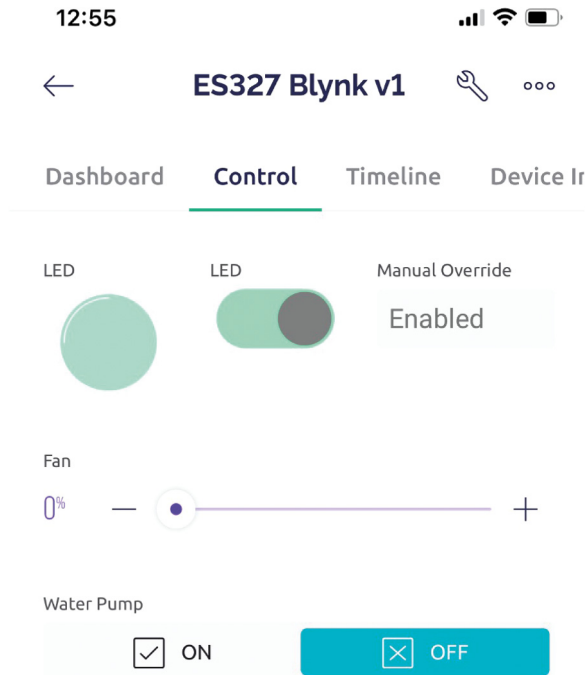 12:55
ES327 Blynk v1
Dashboard Control Timeline Device
LED LED Manual Override
Enabled
Fan
0%
Water Pump
ON OFF